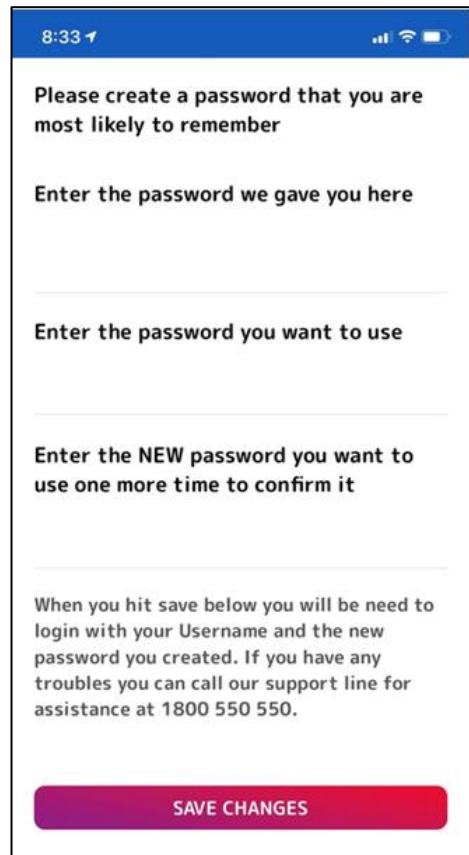 8:33
Please create a password that you are
most likely to remember
Enter the password we gave you here
Enter the password you want to use
Enter the NEW password you want to
use one more time to confirm it
When you hit save below you will be need to
login with your Username and the new
password you created. If you have any
troubles you can call our support line for
assistance at 1800 550 550.
SAVE CHANGES